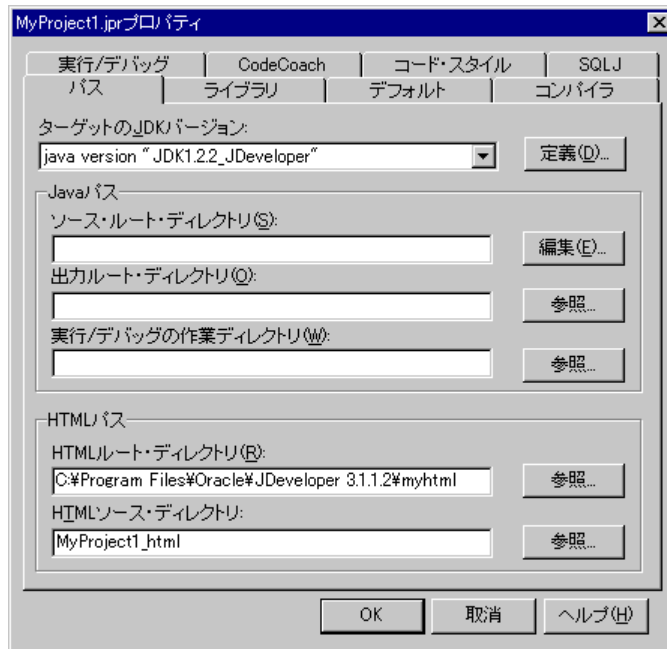 MyProject1.jprプロパティ
実行/デバッグ CodeCoach コード・スタイル SQLJ
パス ライブラリ デフォルト コンパイラ
ターゲットのJDKバージョン:
java version "JDK1.2.2_JDeveloper" 定義(D)...
Javaパス
ソース・ルート・ディレクトリ(S):
編集(E)...
出力ルート・ディレクトリ(O):
参照...
実行/デバッグの作業ディレクトリ(W):
参照...
HTMLパス
HTMLルート・ディレクトリ(R):
C:¥Program Files¥Oracle¥JDeveloper 3.1.1.2¥myhtml 参照...
HTMLソース・ディレクトリ:
MyProject1_html 参照...
OK 取消 ヘルプ(H)